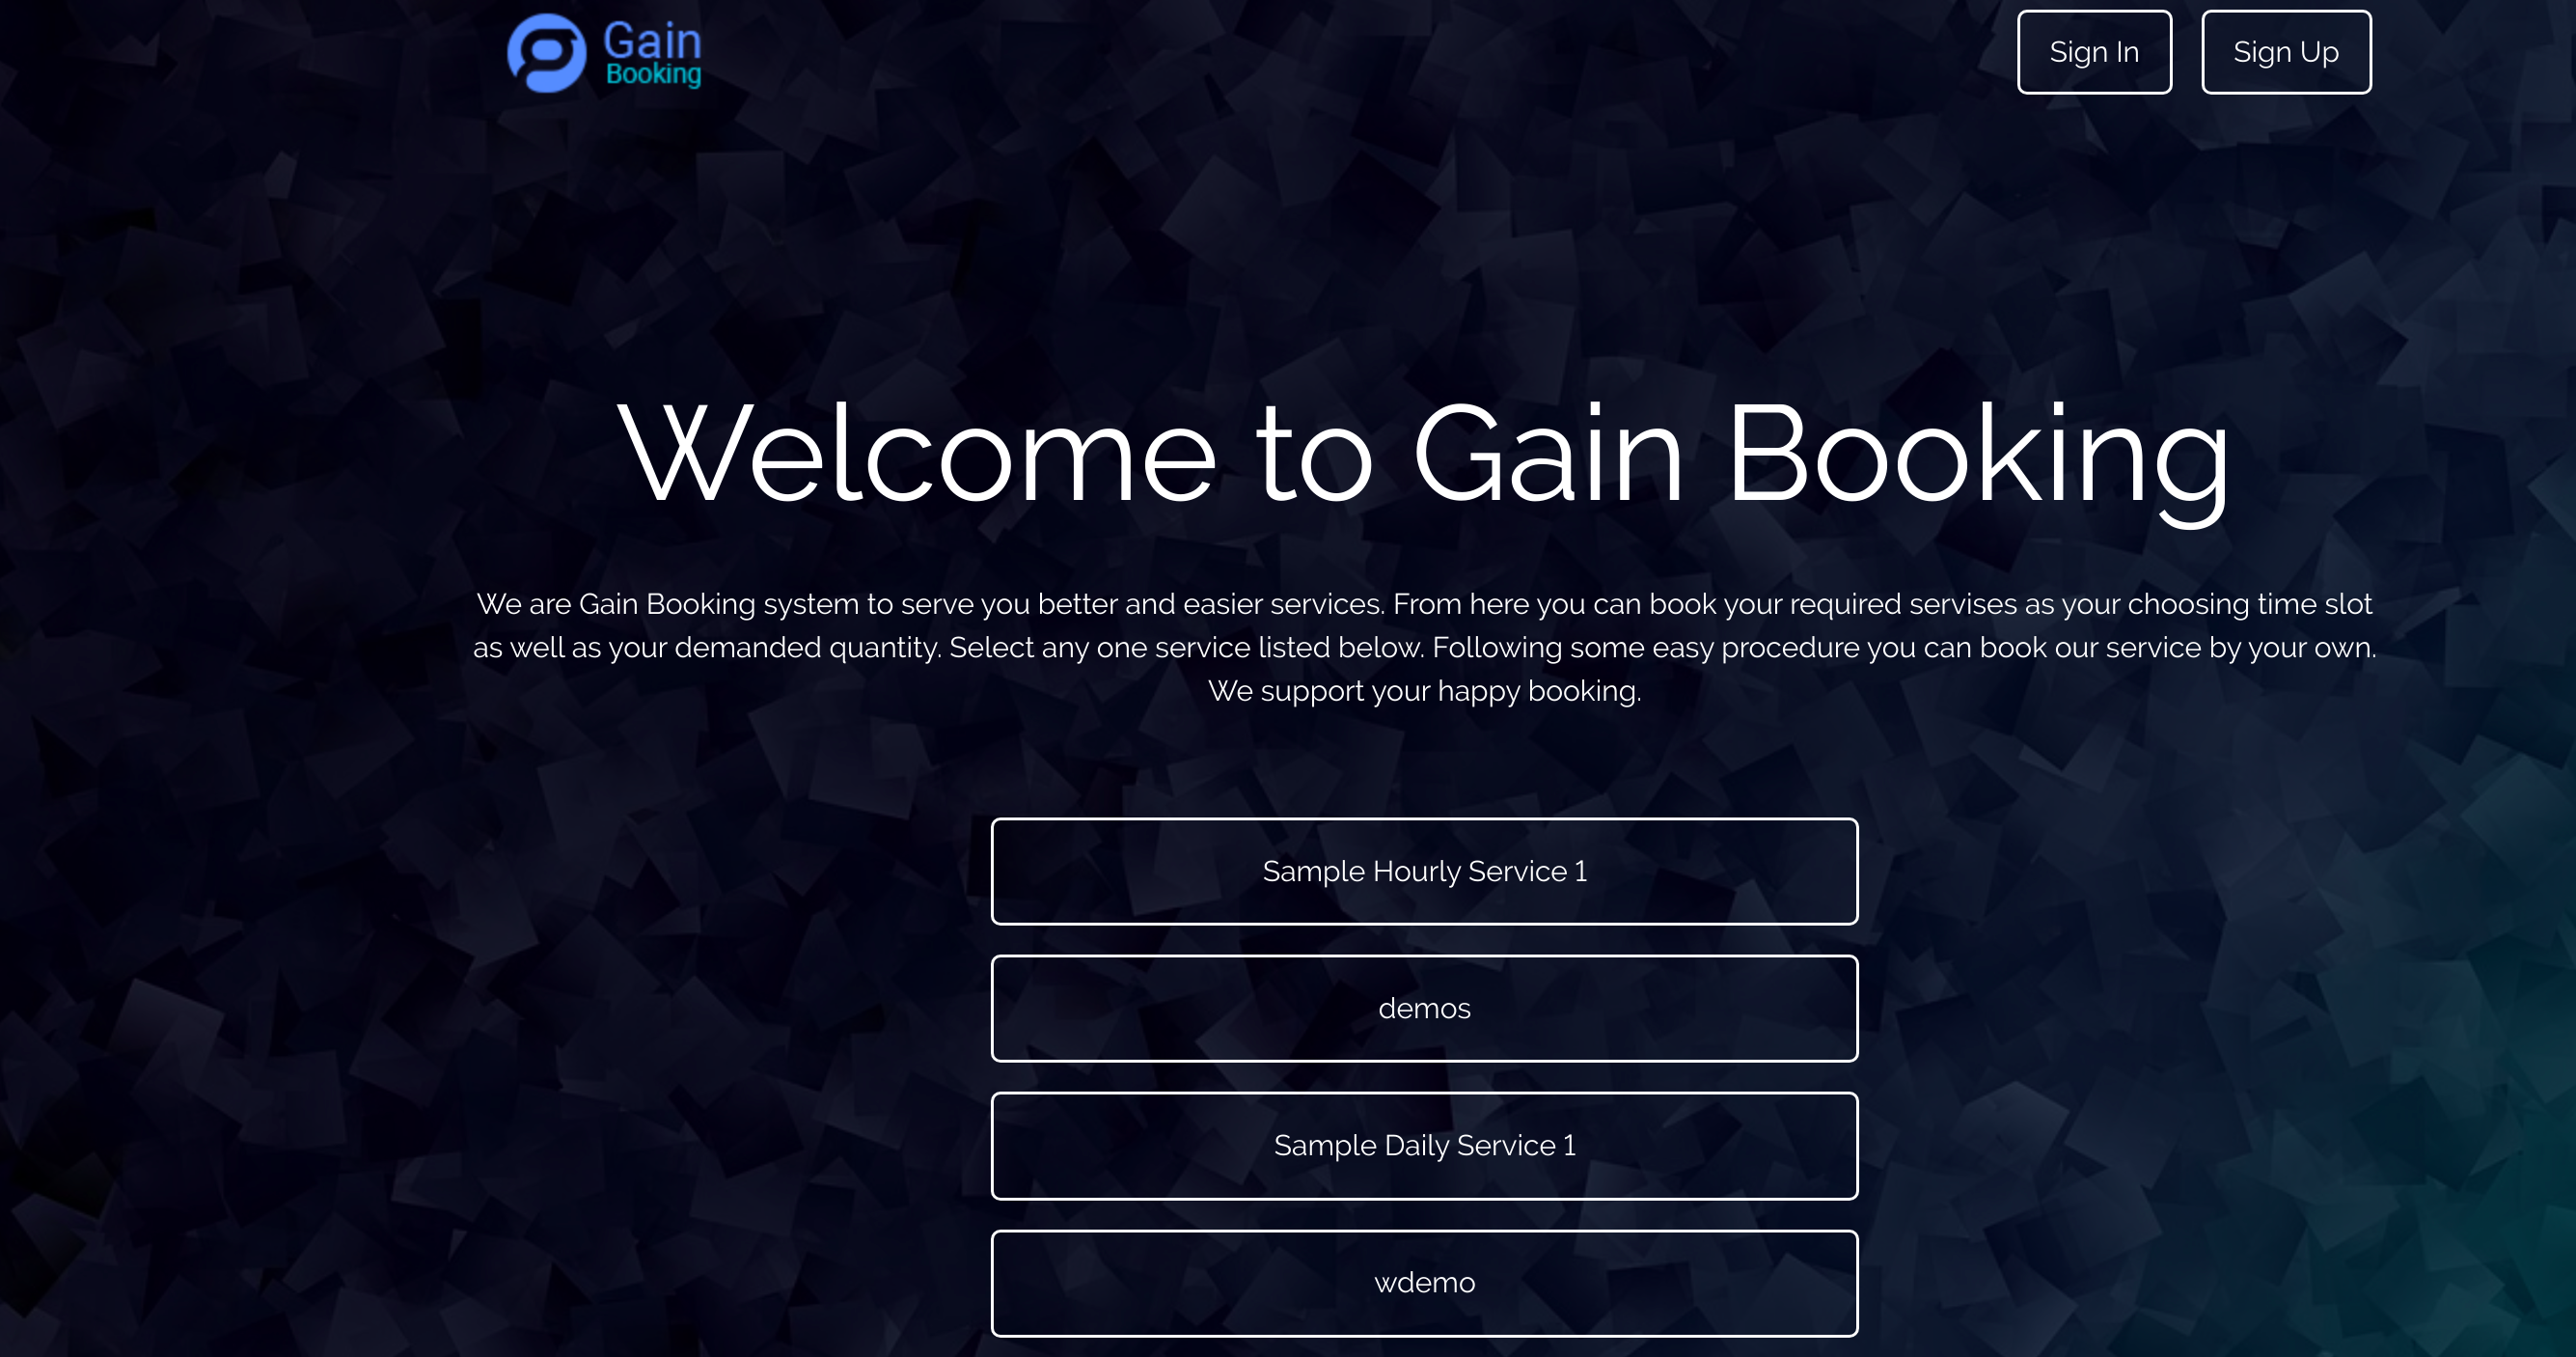 Gain
Booking
Sign In
Sign Up
Welcome to Gain Booking
We are Gain Booking system to serve you better and easier services. From here you can book your required servises as your choosing time slot
as well as your demanded quantity. Select any one service listed below. Following some easy procedure you can book our service by your own.
We support your happy booking.
Sample Hourly Service 1
demos
Sample Daily Service 1
wdemo